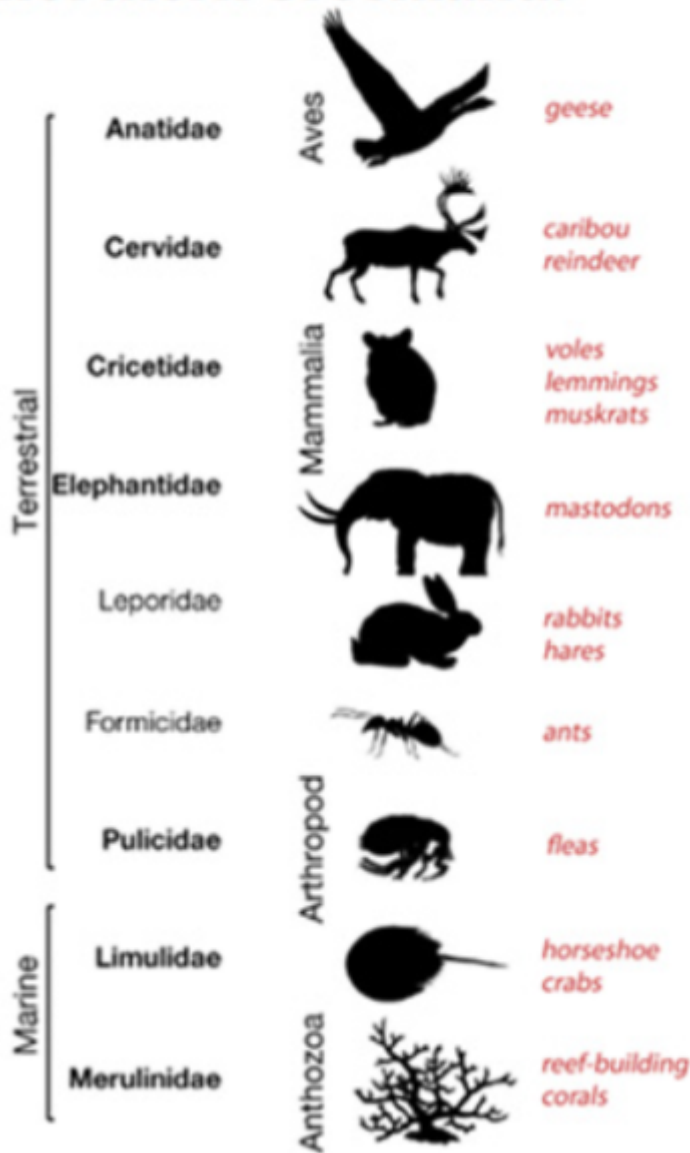 Terrestrial
Anatidae
Aves
geese
Cervidae
caribou
reindeer
Mammalia
Cricetidae
voles
lemmings
muskrats
Elephantidae
mastodons
Leporidae
rabbits
hares
Formicidae
ants
Arthropod
Pulicidae
fleas
Marine
Limulidae
horseshoe
crabs
Anthozoa
Merulinidae
reef-building
corals